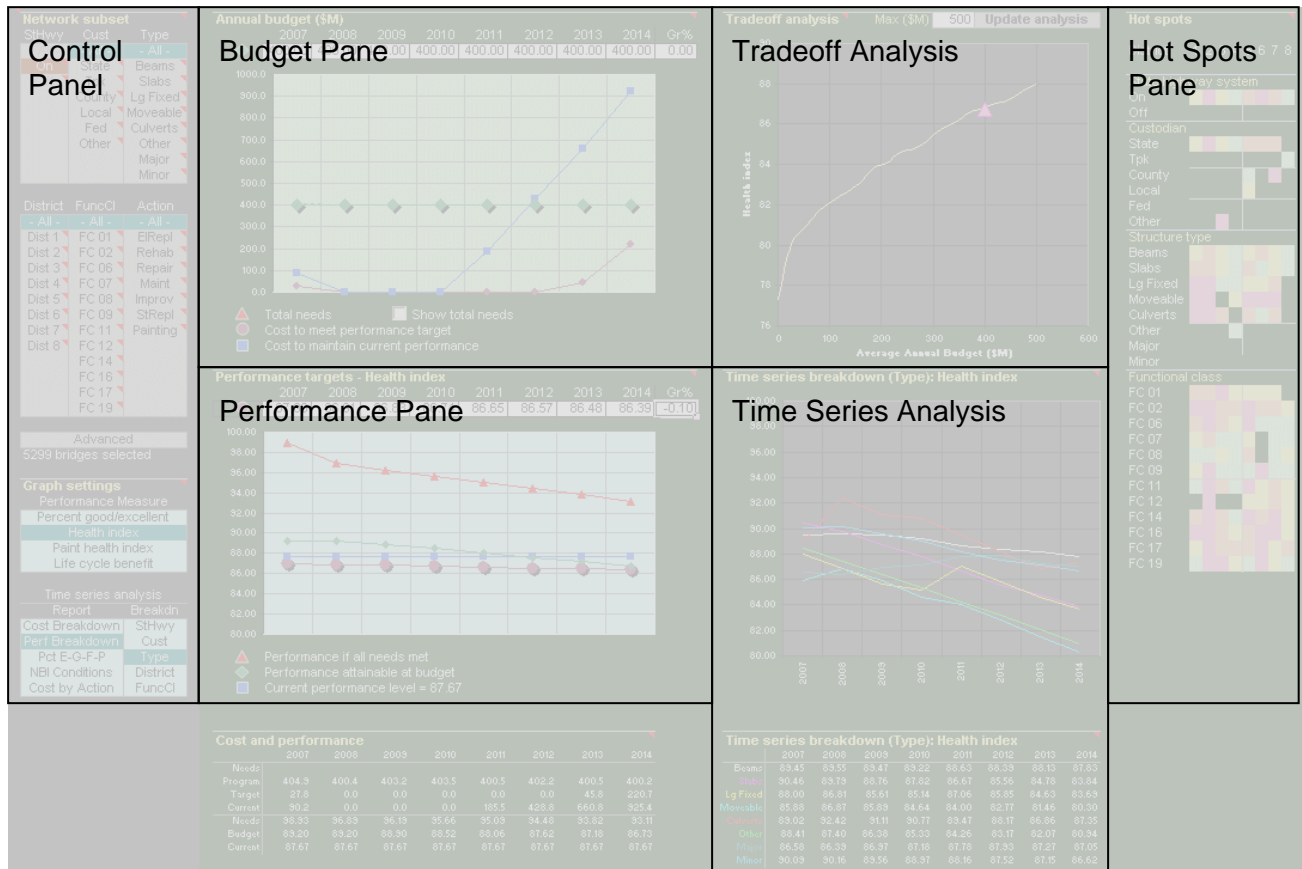 Network subset
StHwy Cust Type
- All -
On State Beams
Slabs
County Lg Fixed
Local Moveable
Fed Culverts
Other Other
Major
Minor
Control
Panel
District FuncCl Action
- All - - All - - All -
Dist 1 FC 01 ElRepl
Dist 2 FC 02 Rehab
Dist 3 FC 06 Repair
Dist 4 FC 07 Maint
Dist 5 FC 08 Improv
Dist 6 FC 09 StRepl
Dist 7 FC 11 Painting
Dist 8 FC 12
FC 14
FC 16
FC 17
FC 19
Advanced
5299 bridges selected
Graph settings
Performance Measure
Percent good/excellent
Health index
Paint health index
Life cycle benefit
Time series analysis
Report Breakdn
Cost Breakdown StHwy
Perf Breakdown Cust
Pct E-G-F-P Type
NBI Conditions District
Cost by Action FuncCl
Annual budget ($M)
2007 2008 2009 2010 2011 2012 2013 2014 Gr%
400.00 400.00 400.00 400.00 400.00 400.00 400.00 0.00
Budget Pane
1000.0
900.0
800.0
700.0
600.0
500.0
400.0
300.0
200.0
100.0
0.0
Total needs Show total needs
Cost to meet performance target
Cost to maintain current performance
Performance targets - Health index
2007 2008 2009 2010 2011 2012 2013 2014 Gr%
86.65 86.57 86.48 86.39 -0.10
Performance Pane
100.00
98.00
96.00
94.00
92.00
90.00
88.00
86.00
84.00
82.00
80.00
Performance if all needs met
Performance attainable at budget
Current performance level = 87.67
Cost and performance
2007 2008 2009 2010 2011 2012 2013 2014
Needs
Program 404.9 400.4 403.2 403.5 400.5 402.2 400.5 400.2
Target 27.8 0.0 0.0 0.0 0.0 0.0 45.8 220.7
Current 90.2 0.0 0.0 0.0 185.5 428.8 660.8 925.4
Needs 98.93 96.89 96.19 95.66 95.09 94.48 93.82 93.11
Budget 89.20 89.20 88.90 88.52 88.06 87.62 87.18 86.73
Current 87.67 87.67 87.67 87.67 87.67 87.67 87.67 87.67
Tradeoff analysis Max ($M) 500 Update analysis
Tradeoff Analysis
88
86
84
82
80
78
76
Health index
0 100 200 300 400 500 600
Average Annual Budget ($M)
Time series breakdown (Type): Health index
Time Series Analysis
98.00
96.00
94.00
92.00
90.00
88.00
86.00
84.00
82.00
80.00
2007 2008 2009 2010 2011 2012 2013 2014
Time series breakdown (Type): Health index
2007 2008 2009 2010 2011 2012 2013 2014
Beams 89.45 89.55 89.47 89.22 88.63 88.39 88.13 87.83
90.46 89.79 88.76 87.82 86.67 85.56 84.78 83.84
Lg Fixed 88.00 86.81 85.61 85.14 87.06 85.85 84.63 83.69
Moveable 85.88 86.87 85.89 84.64 84.00 82.77 81.46 80.30
89.02 92.42 91.11 90.77 89.47 88.17 86.86 87.35
Other 88.41 87.40 86.38 85.33 84.26 83.17 82.07 80.94
Major 86.58 86.39 86.97 87.18 87.78 87.93 87.27 87.05
Minor 90.09 90.16 89.56 88.97 88.16 87.52 87.15 86.62
Hot spots
6 7 8
Hot Spots
Pane
On
Off
Custodian
State
Tpk
County
Local
Fed
Other
Structure type
Beams
Slabs
Lg Fixed
Moveable
Culverts
Other
Major
Minor
Functional class
FC 01
FC 02
FC 06
FC 07
FC 08
FC 09
FC 11
FC 12
FC 14
FC 16
FC 17
FC 19